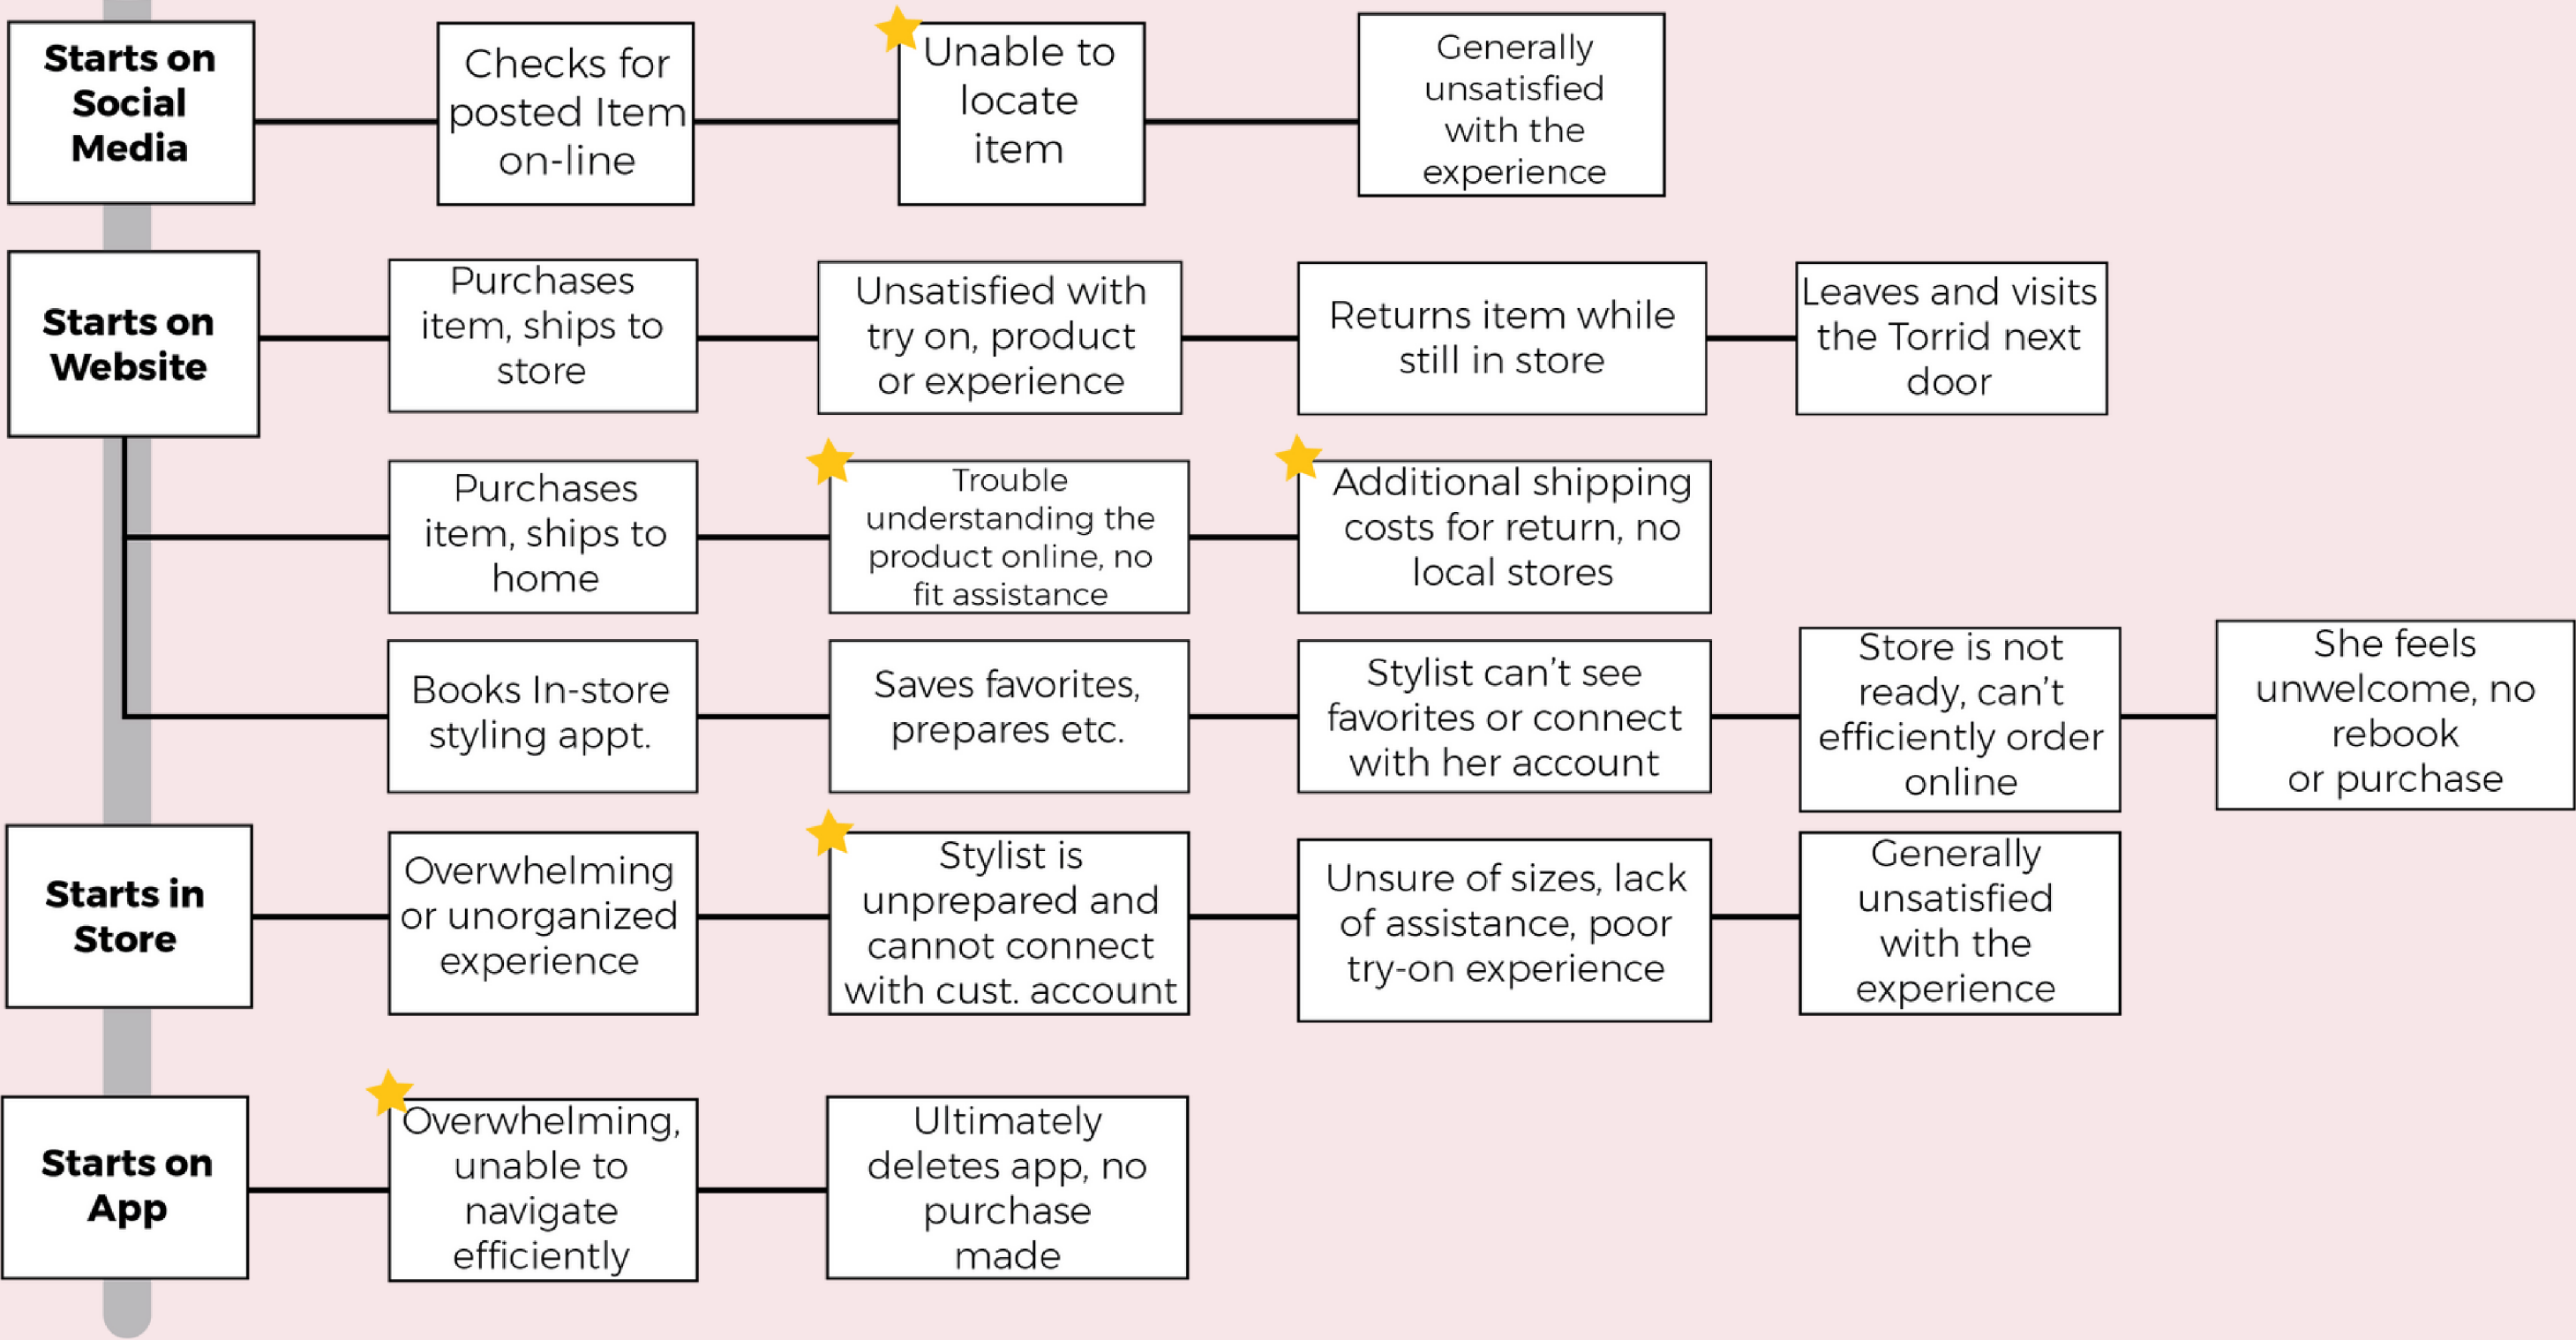 Starts on
Social
Media
Checks for
posted Item
on-line
Unable to
locate
item
Generally
unsatisfied
with the
experience
Starts on
Website
Purchases
item, ships to
store
Unsatisfied with
try on, product
or experience
Returns item while
still in store
Leaves and visits
the Torrid next
door
Purchases
item, ships to
home
Trouble
understanding the
product online, no
fit assistance
Additional shipping
costs for return, no
local stores
Books In-store
styling appt.
Saves favorites,
prepares etc.
Stylist can't see
favorites or connect
with her account
Store is not
ready, can't
efficiently order
online
She feels
unwelcome, no
rebook
or purchase
Starts in
Store
Overwhelming
or unorganized
experience
Stylist is
unprepared and
cannot connect
with cust. account
Unsure of sizes, lack
of assistance, poor
try-on experience
Generally
unsatisfied
with the
experience
Starts on
App
Overwhelming,
unable to
navigate
efficiently
Ultimately
deletes app, no
purchase
made